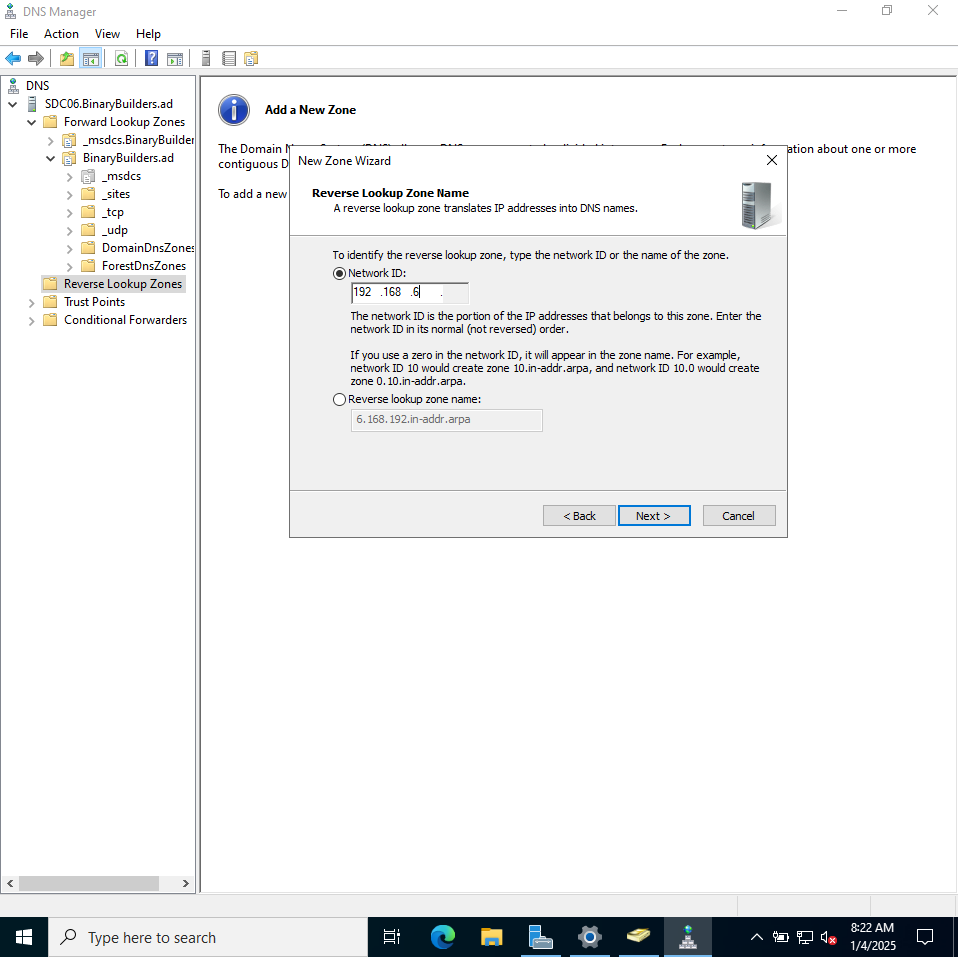 DNS Manager
File Action View Help
DNS
SDC06.BinaryBuilders.ad
Forward Lookup Zones
_msdcs.BinaryBuilder
BinaryBuilders.ad
_msdcs
_sites
_tcp
_udp
DomainDnsZones
ForestDnsZones
Reverse Lookup Zones
Trust Points
Conditional Forwarders
Add a New Zone
ation about one or more
contiguous D
To add a new
New Zone Wizard
Reverse Lookup Zone Name
A reverse lookup zone translates IP addresses into DNS names.
To identify the reverse lookup zone, type the network ID or the name of the zone.
Network ID:
192 .168 .6 .
The network ID is the portion of the IP addresses that belongs to this zone. Enter the
network ID in its normal (not reversed) order.
If you use a zero in the network ID, it will appear in the zone name. For example,
network ID 10 would create zone 10.in-addr.arpa, and network ID 10.0 would create
zone 0.10.in-addr.arpa.
Reverse lookup zone name:
6.168.192.in-addr.arpa
< Back Next > Cancel
Type here to search
8:22 AM
1/4/2025